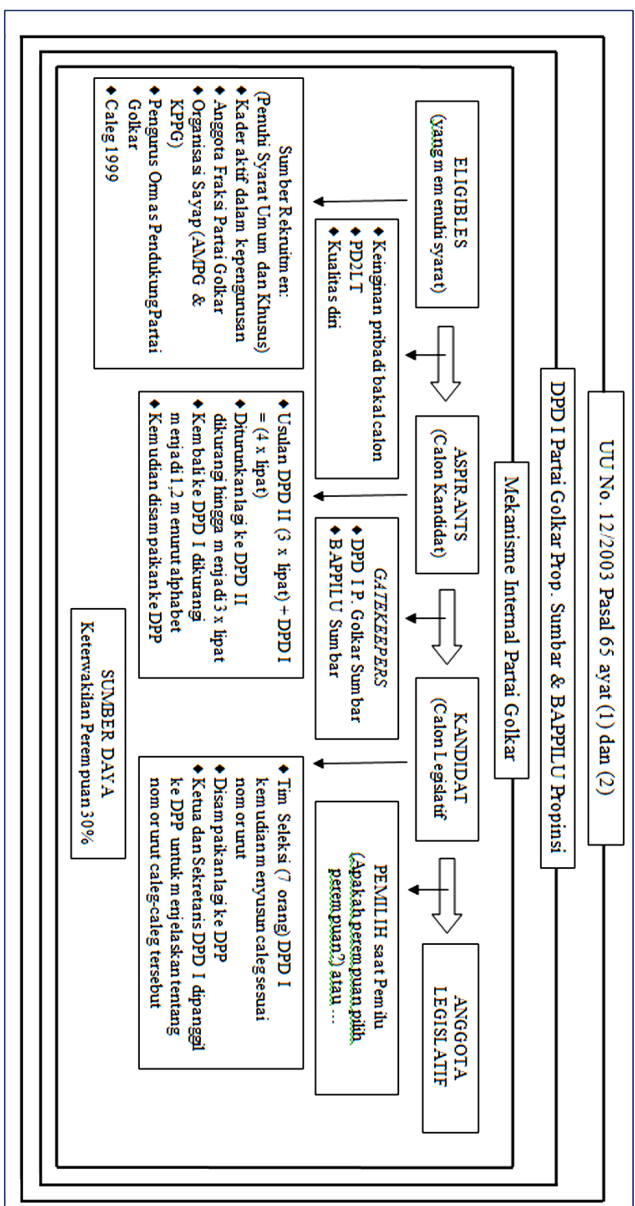 UU No. 12/2003 Pasal 65 ayat (1) dan (2)
DPD I Partai Golkar Prop. Sumbar & BAPPILU Propinsi
Mekanisme Internal Partai Golkar
ELIGIBLES
(yang memenuhi syarat)
ASPIRANTS
(Calon Kandidat)
KANDIDAT
(Calon Legislatif)
ANGGOTA
LEGISLATIF
◆ Keinginan pribadi bakal calon
◆ PD2LT
◆ Kualitas diri
GATEKEEPERS
◆ DPD I P. Golkar Sumbar
◆ BAPPILU Sumbar
PEMILIH saat Pemilu
(Apakah perempuan pilih
perempuan?) atau ...
Sumber Rekruitmen:
(Penuhi Syarat Umum dan Khusus)
◆ Kader aktif dalam kepengurusan
◆ Anggota Fraksi Partai Golkar
◆ Organisasi Sayap (AMPG &
KPPG)
◆ Pengurus Ormas Pendukung Partai
Golkar
◆ Caleg 1999
◆ Usulan DPD II (3 x lipat) + DPD I
= (4 x lipat)
◆ Diturunkan lagi ke DPD II
dikurangi hingga menjadi 3 x lipat
◆ Kembali ke DPD I dikurangi
menjadi 1,2 menurut alphabet
◆ Kemudian disampaikan ke DPP
◆ Tim Seleksi (7 orang) DPD I
kemudian menyusun caleg sesuai
nomor urut
◆ Disampaikan lagi ke DPP
◆ Ketua dan Sekretaris DPD I dipanggil
ke DPP untuk menjelaskan tentang
nomor urut caleg-caleg tersebut
SUMBER DAYA
Keterwakilan Perempuan 30%